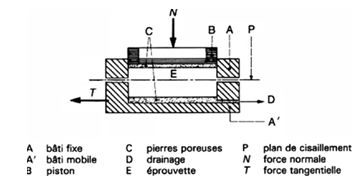 N
C B A P
E
T
D
A'
A bâti fixe C pierres poreuses P plan de cisaillement
A' bâti mobile D drainage N force normale
B piston E éprouvette T force tangentielle